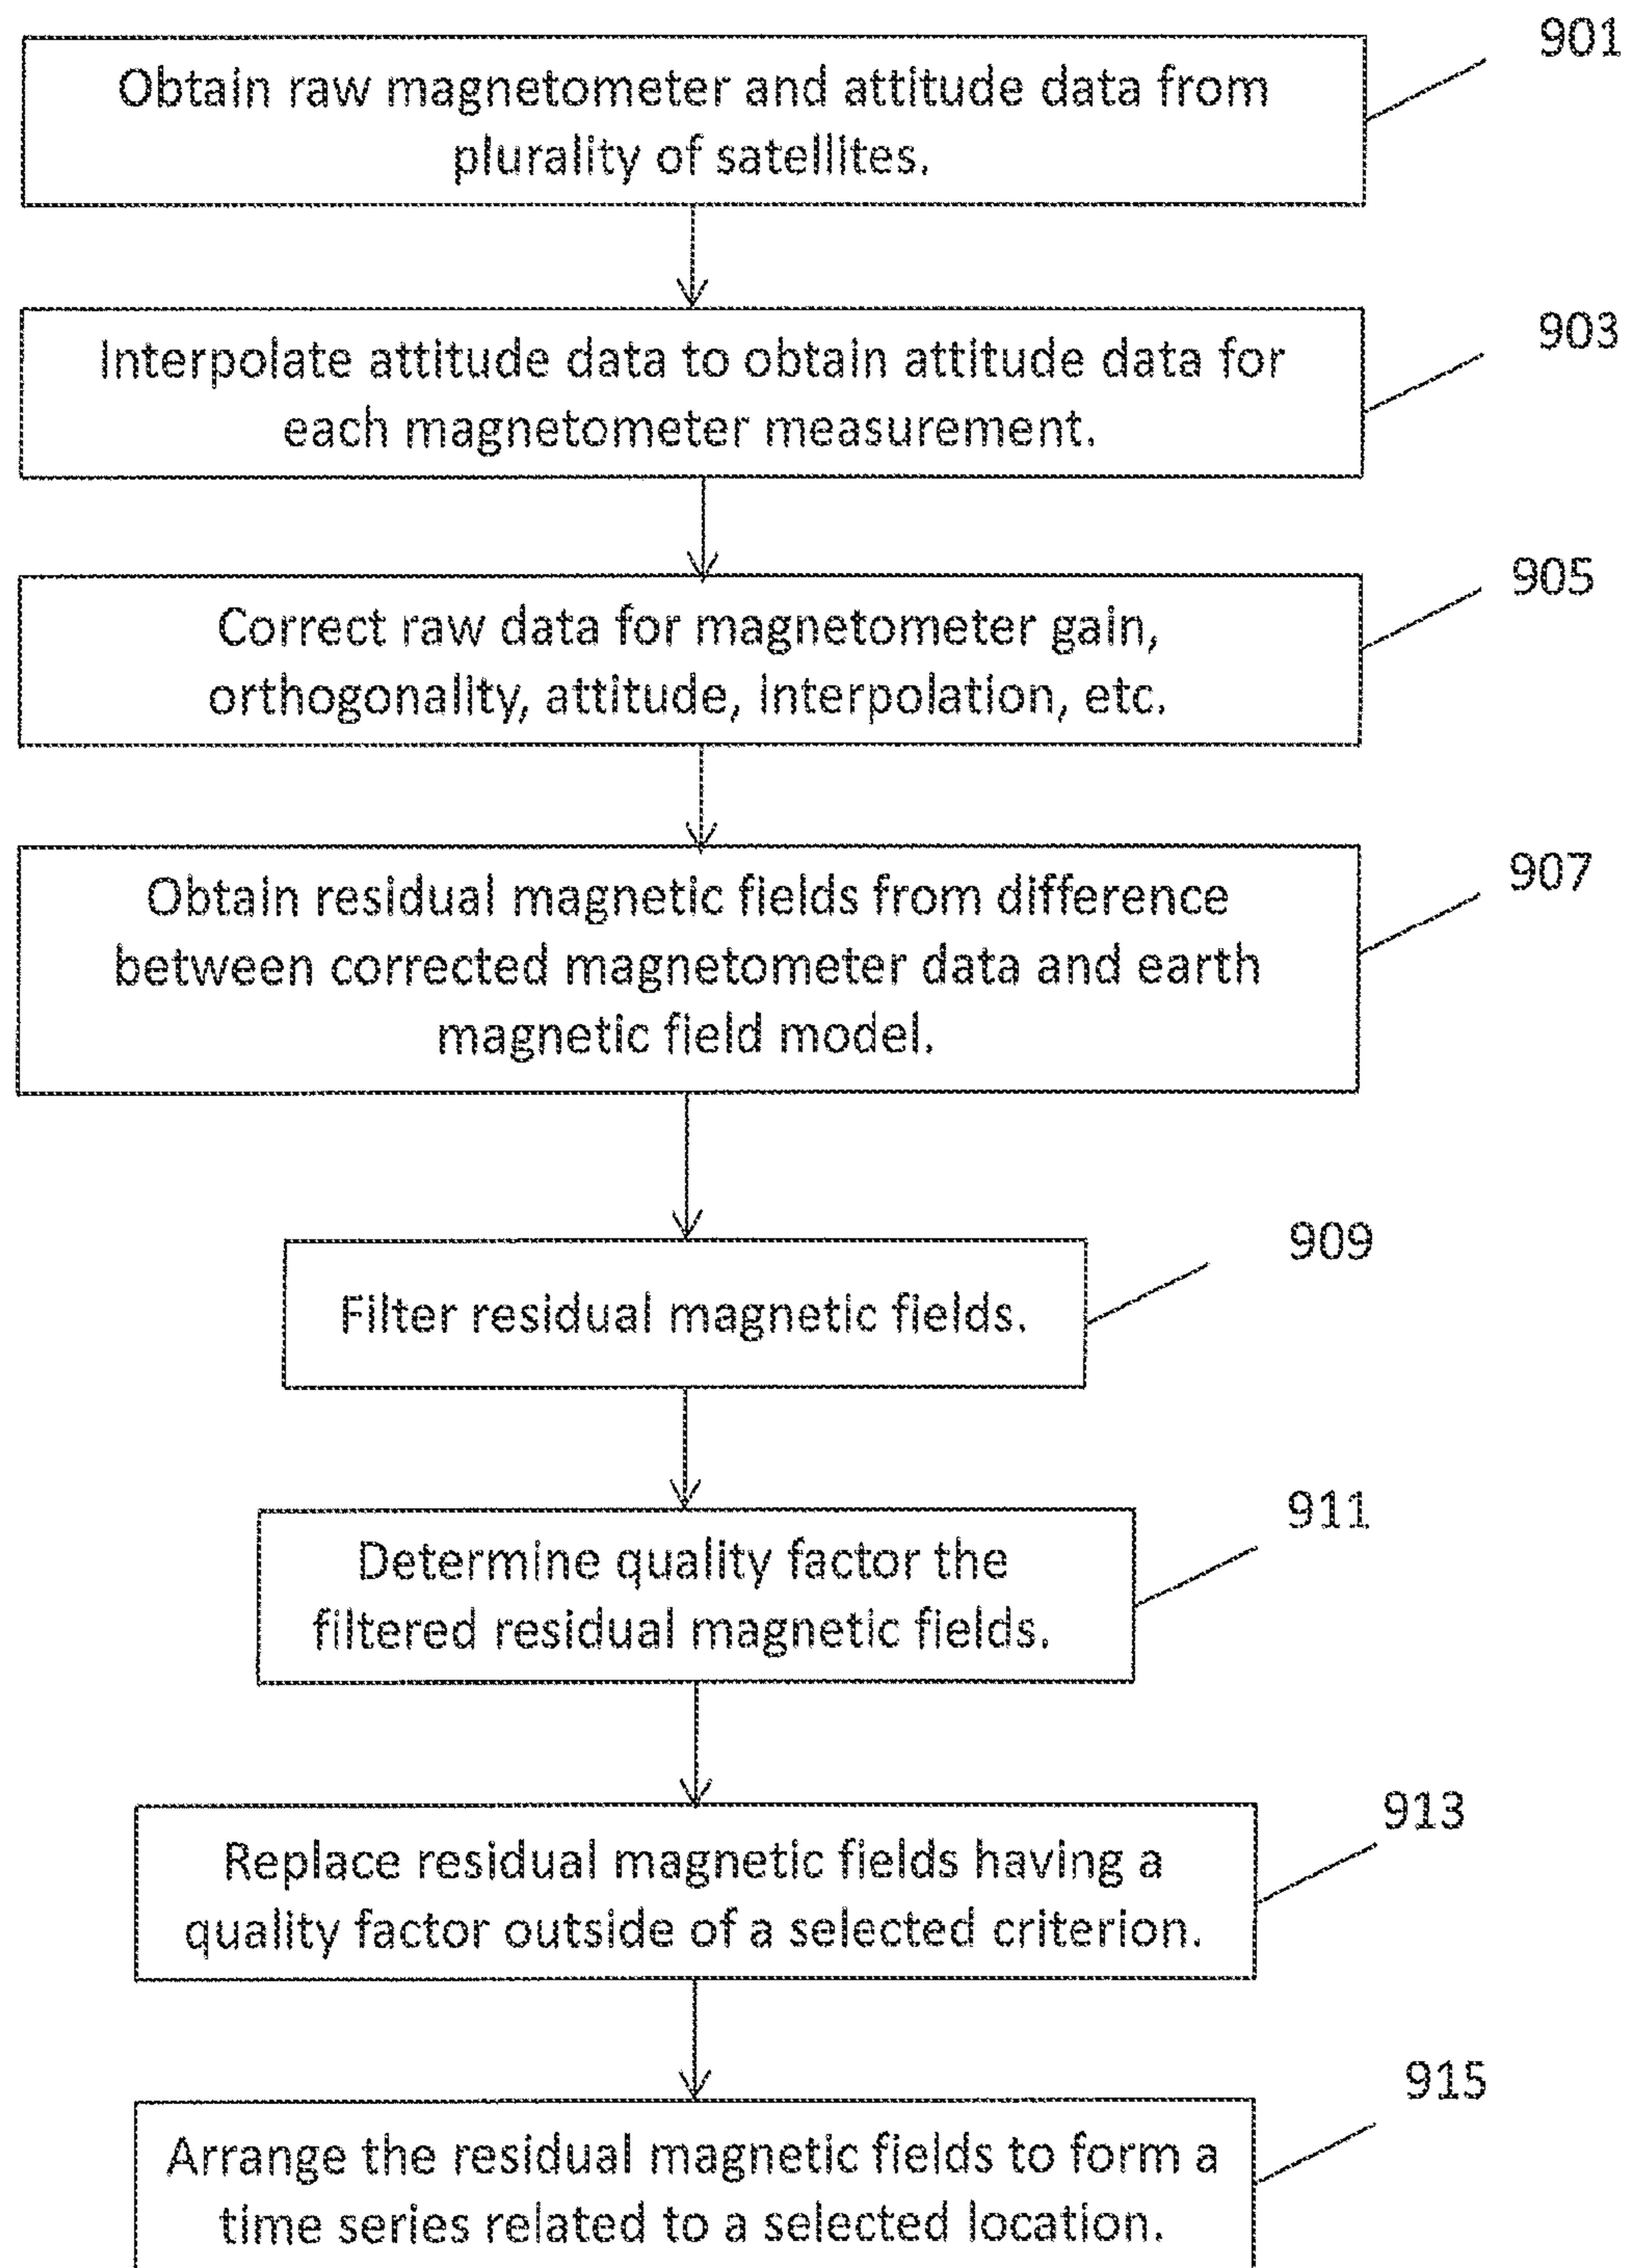 901
Obtain raw magnetometer and attitude data from
plurality of satellites.
903
Interpolate attitude data to obtain attitude data for
each magnetometer measurement.
905
Correct raw data for magnetometer gain,
orthogonality, attitude, interpolation, etc.
907
Obtain residual magnetic fields from difference
between corrected magnetometer data and earth
magnetic field model.
909
Filter residual magnetic fields.
911
Determine quality factor the
filtered residual magnetic fields.
913
Replace residual magnetic fields having a
quality factor outside of a selected criterion.
915
Arrange the residual magnetic fields to form a
time series related to a selected location.